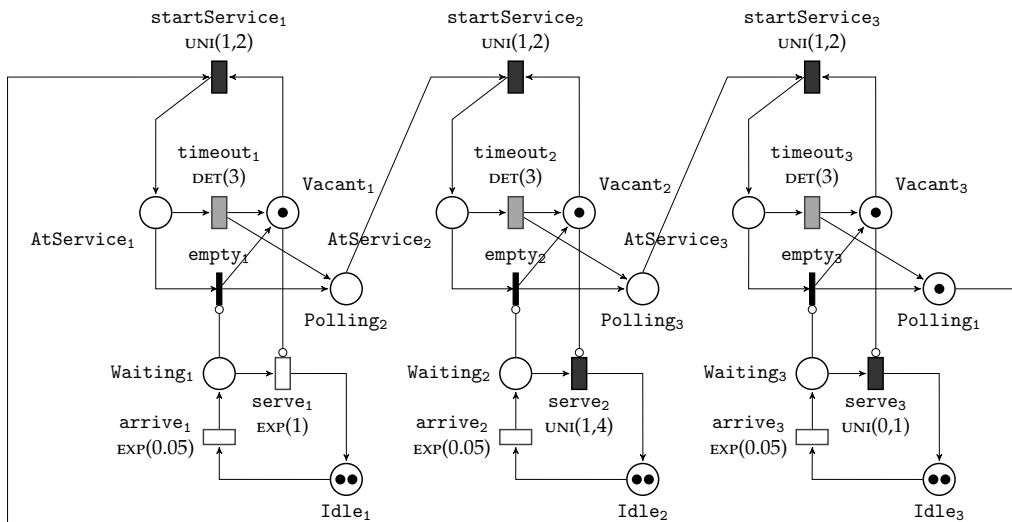 startService₁ startService₂ startService₃
UNI(1,2) UNI(1,2) UNI(1,2)
timeout₁ timeout₂ timeout₃
DET(3) DET(3) DET(3)
Vacant₁ Vacant₂ Vacant₃
AtService₁ AtService₂ AtService₃
empty₁ empty₂ empty₃
Polling₂ Polling₃ Polling₁
Waiting₁ Waiting₂ Waiting₃
serve₁ serve₂ serve₃
EXP(1) UNI(1,4) UNI(0,1)
arrive₁ arrive₂ arrive₃
EXP(0.05) EXP(0.05) EXP(0.05)
Idle₁ Idle₂ Idle₃